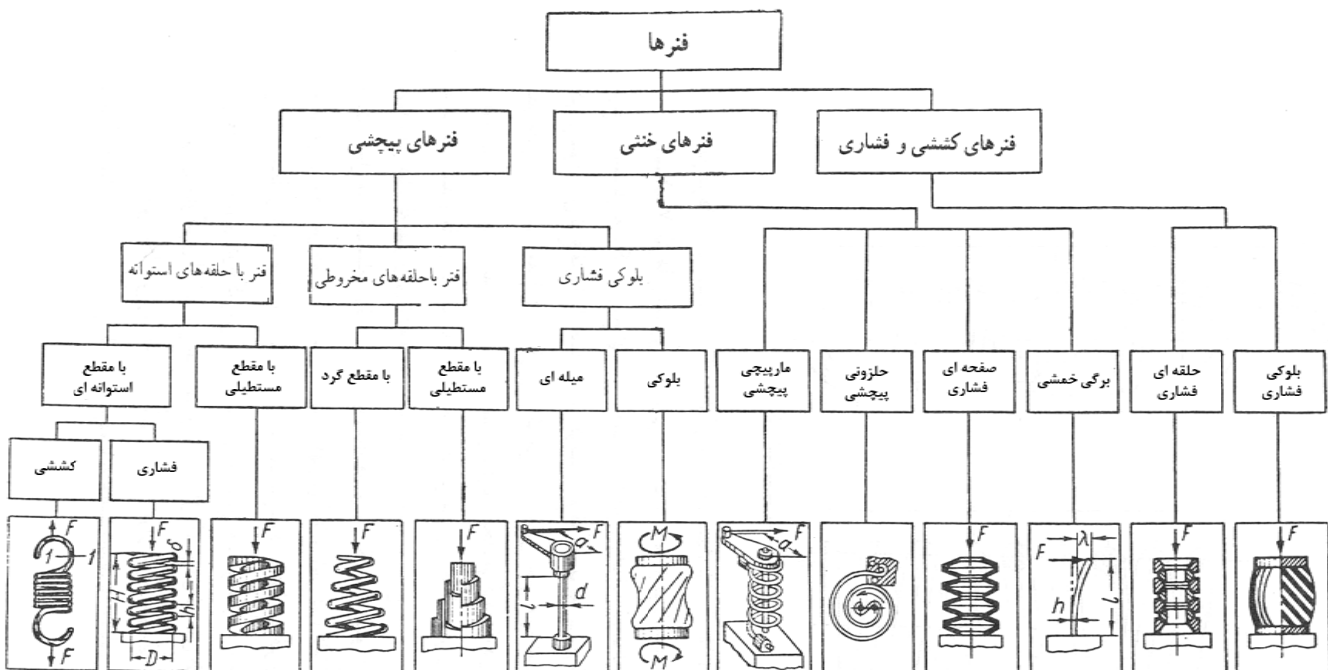 فنرها
فنرهای کششی و فشاری
فنرهای خنثی
فنرهای پیچشی
بلوکی فشاری
فنر باحلقه‌های مخروطی
فنر با حلقه‌های استوانه
بلوکی
فشاری
حلقه ای
فشاری
برگی خمشی
صفحه ای
فشاری
حلزونی
پیچشی
مارپیچی
پیچشی
بلوکی
میله ای
با مقطع
مستطیلی
با مقطع گرد
با مقطع
مستطیلی
با مقطع
استوانه ای
فشاری
کششی
F
1 1
F
F
δ
H
h
D
F
F
F
F
a
l
d
M
M
F
a
F
λ
F
h
l
F
F